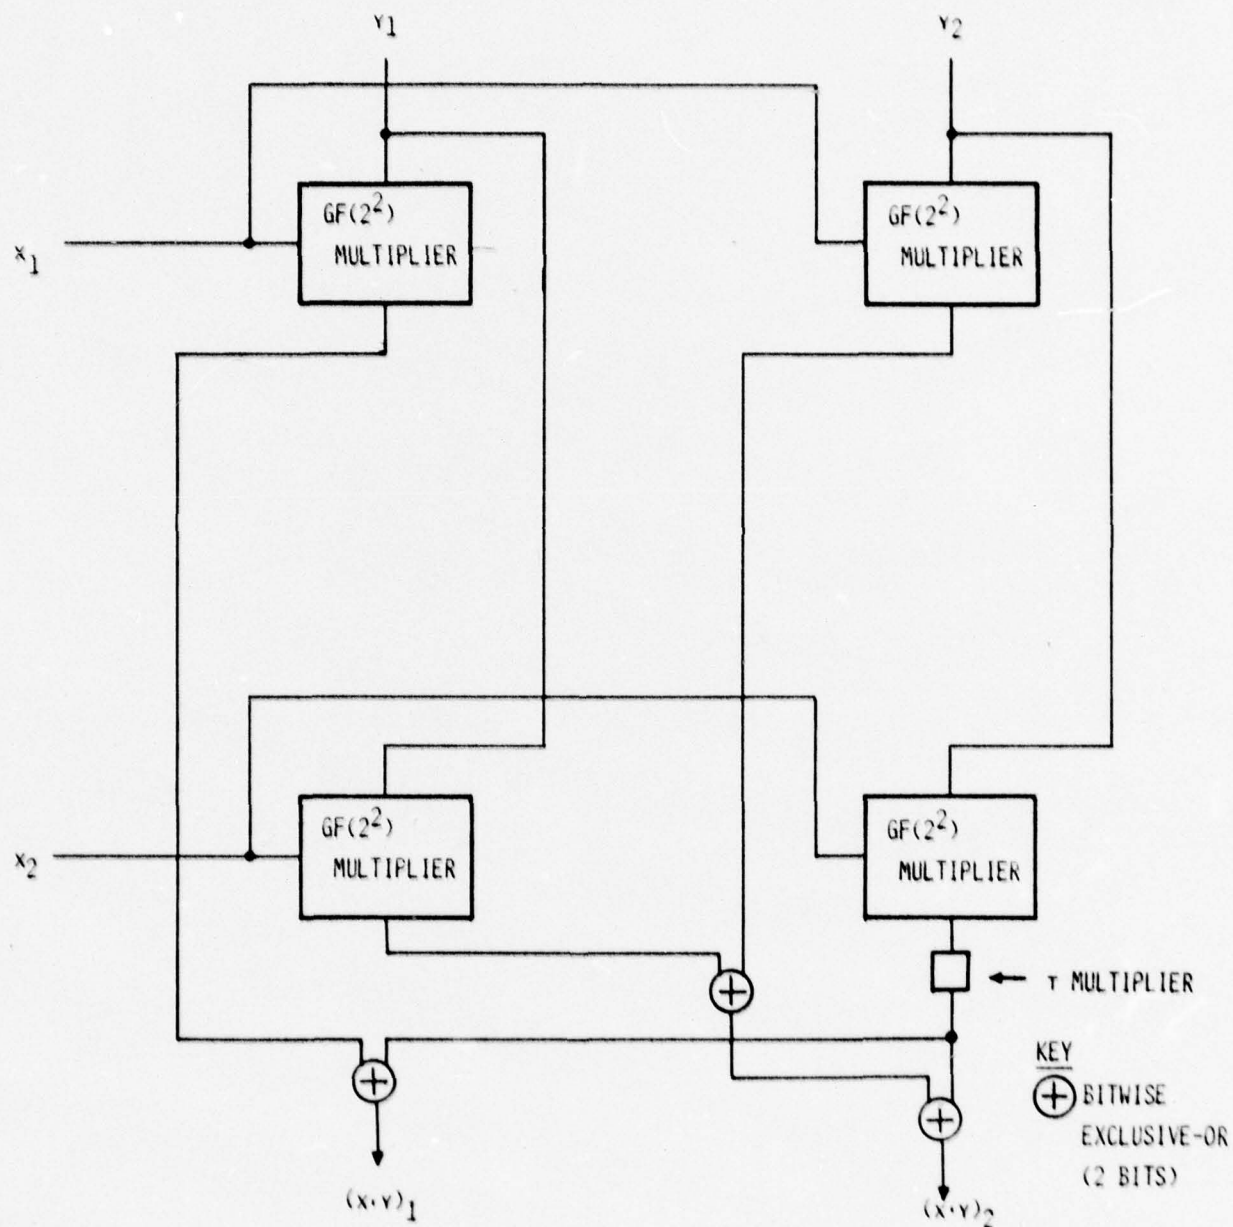 Y1
Y2
GF(2²)
MULTIPLIER
GF(2²)
MULTIPLIER
X1
GF(2²)
MULTIPLIER
GF(2²)
MULTIPLIER
X2
τ MULTIPLIER
KEY
⊕ BITWISE
EXCLUSIVE-OR
(2 BITS)
(X·Y)1
(X·Y)2